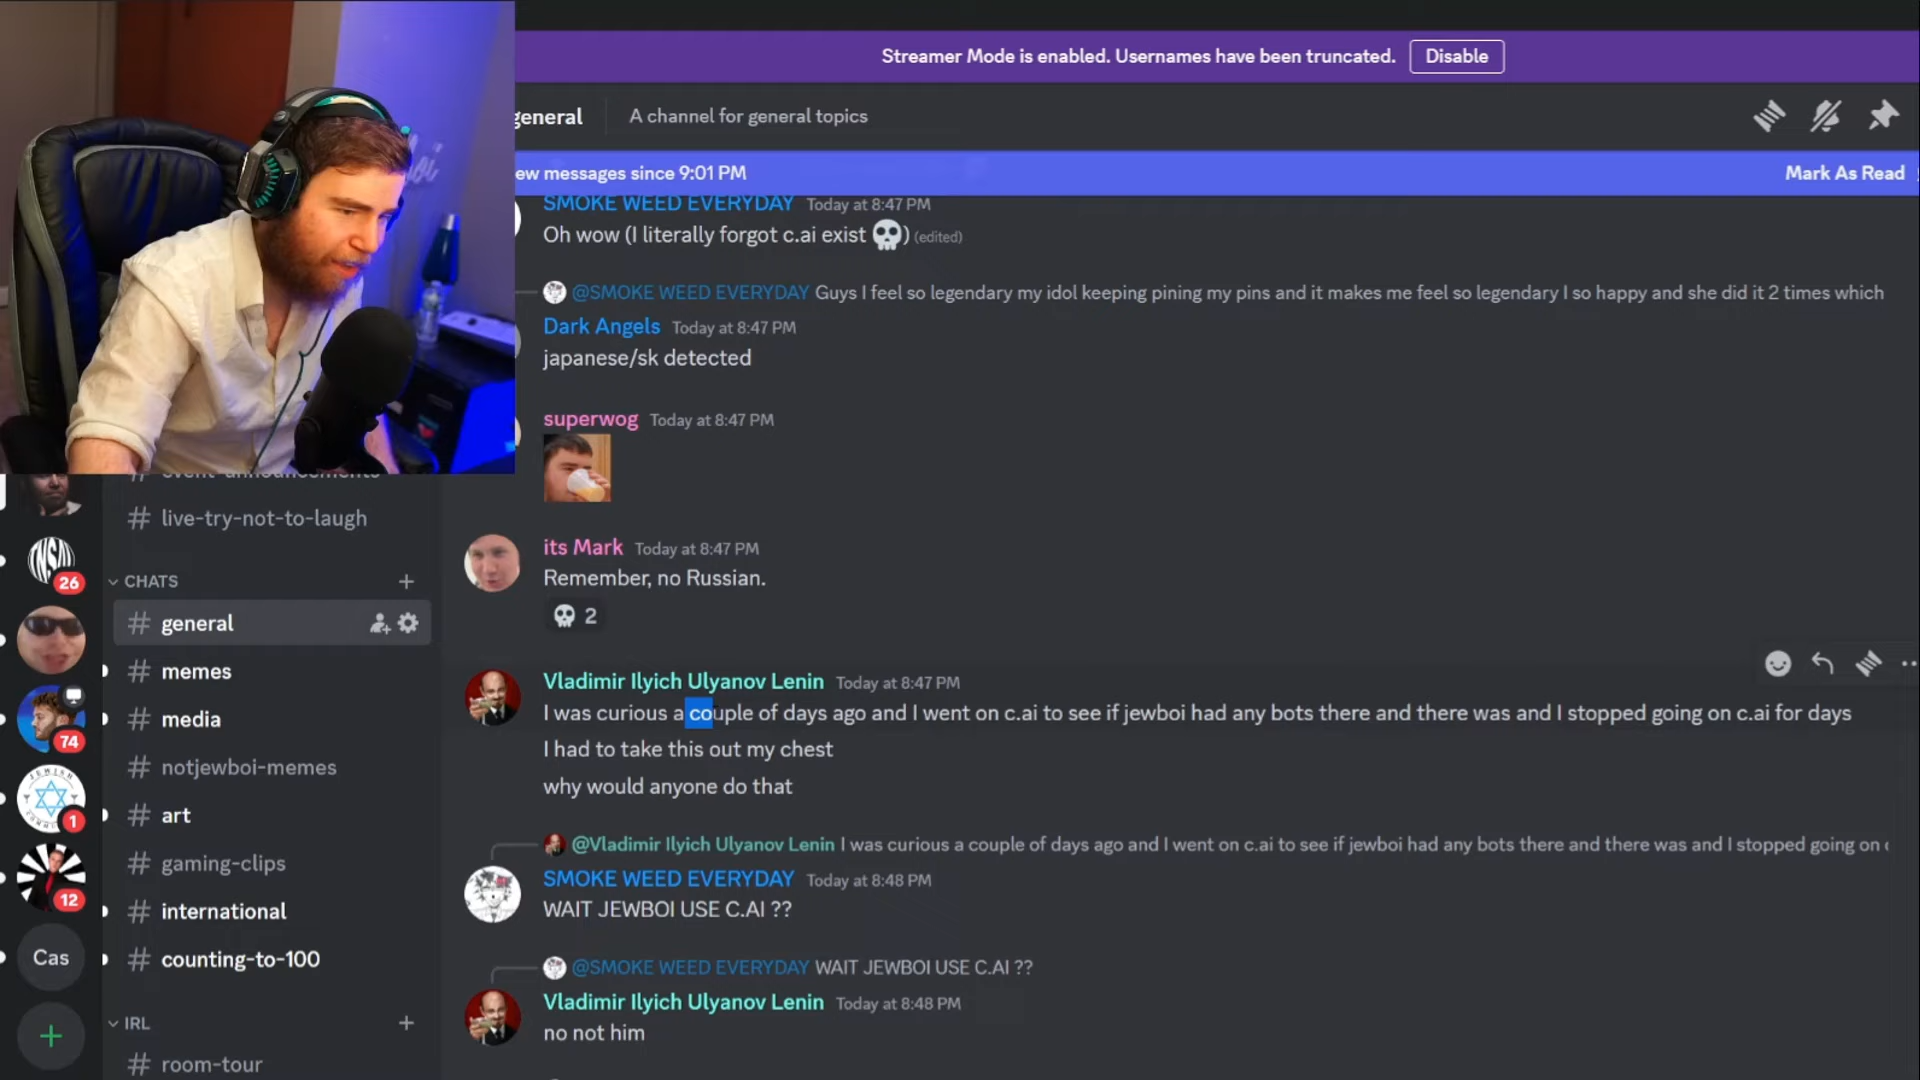 Streamer Mode is enabled. Usernames have been truncated.
Disable
general
A channel for general topics
ew messages since 9:01 PM
Mark As Read
SMOKE WEED EVERYDAY Today at 8:47 PM
Oh wow (I literally forgot c.ai exist 💀) (edited)
@SMOKE WEED EVERYDAY Guys I feel so legendary my idol keeping pining my pins and it makes me feel so legendary I so happy and she did it 2 times which
Dark Angels Today at 8:47 PM
japanese/sk detected
superwog Today at 8:47 PM
its Mark Today at 8:47 PM
Remember, no Russian.
💀 2
Vladimir Ilyich Ulyanov Lenin Today at 8:47 PM
I was curious a couple of days ago and I went on c.ai to see if jewboi had any bots there and there was and I stopped going on c.ai for days
I had to take this out my chest
why would anyone do that
@Vladimir Ilyich Ulyanov Lenin I was curious a couple of days ago and I went on c.ai to see if jewboi had any bots there and there was and I stopped going on
SMOKE WEED EVERYDAY Today at 8:48 PM
WAIT JEWBOI USE C.AI ??
@SMOKE WEED EVERYDAY WAIT JEWBOI USE C.AI ??
Vladimir Ilyich Ulyanov Lenin Today at 8:48 PM
no not him
# live-try-not-to-laugh
CHATS
# general
# memes
# media
# notjewboi-memes
# art
# gaming-clips
# international
# counting-to-100
IRL
# room-tour
26
74
JEWISH
1
12
Cas